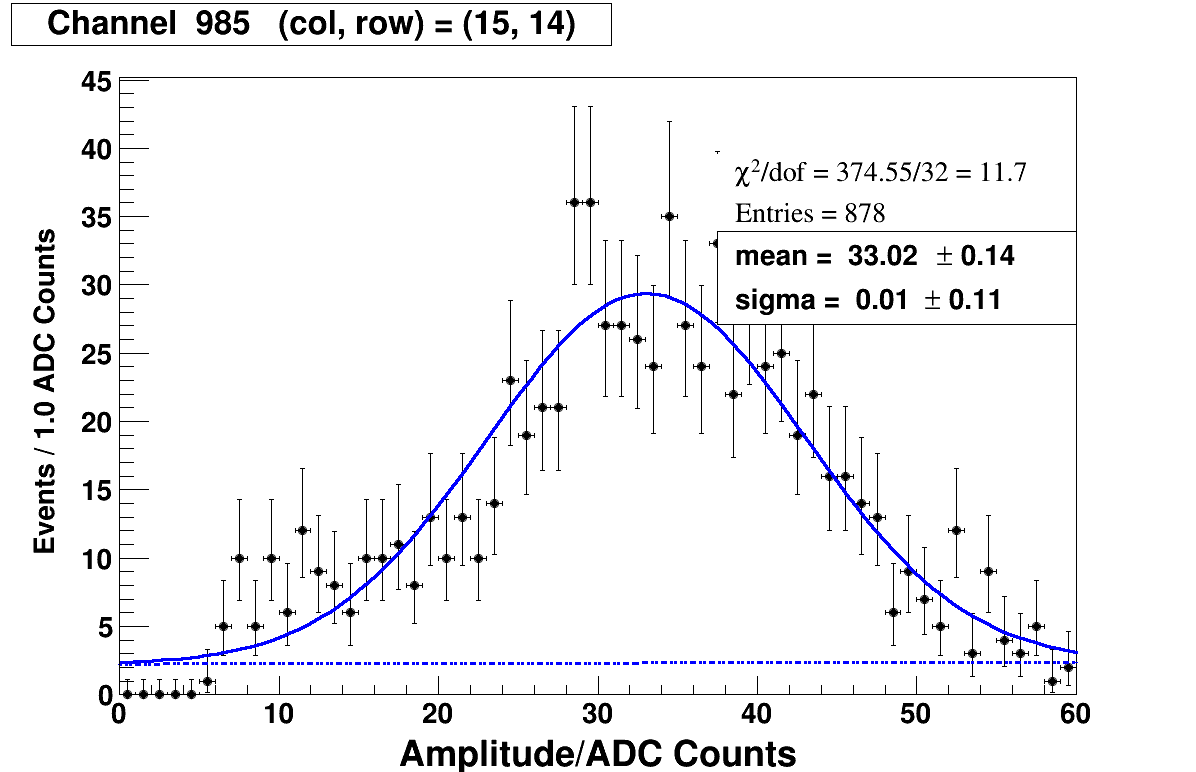 Channel 985 (col, row) = (15, 14)
45
40
35
30
25
20
15
10
5
0
Events / 1.0 ADC Counts
χ²/dof = 374.55/32 = 11.7
Entries = 878
mean = 33.02 ± 0.14
sigma = 0.01 ± 0.11
0 10 20 30 40 50 60
Amplitude/ADC Counts